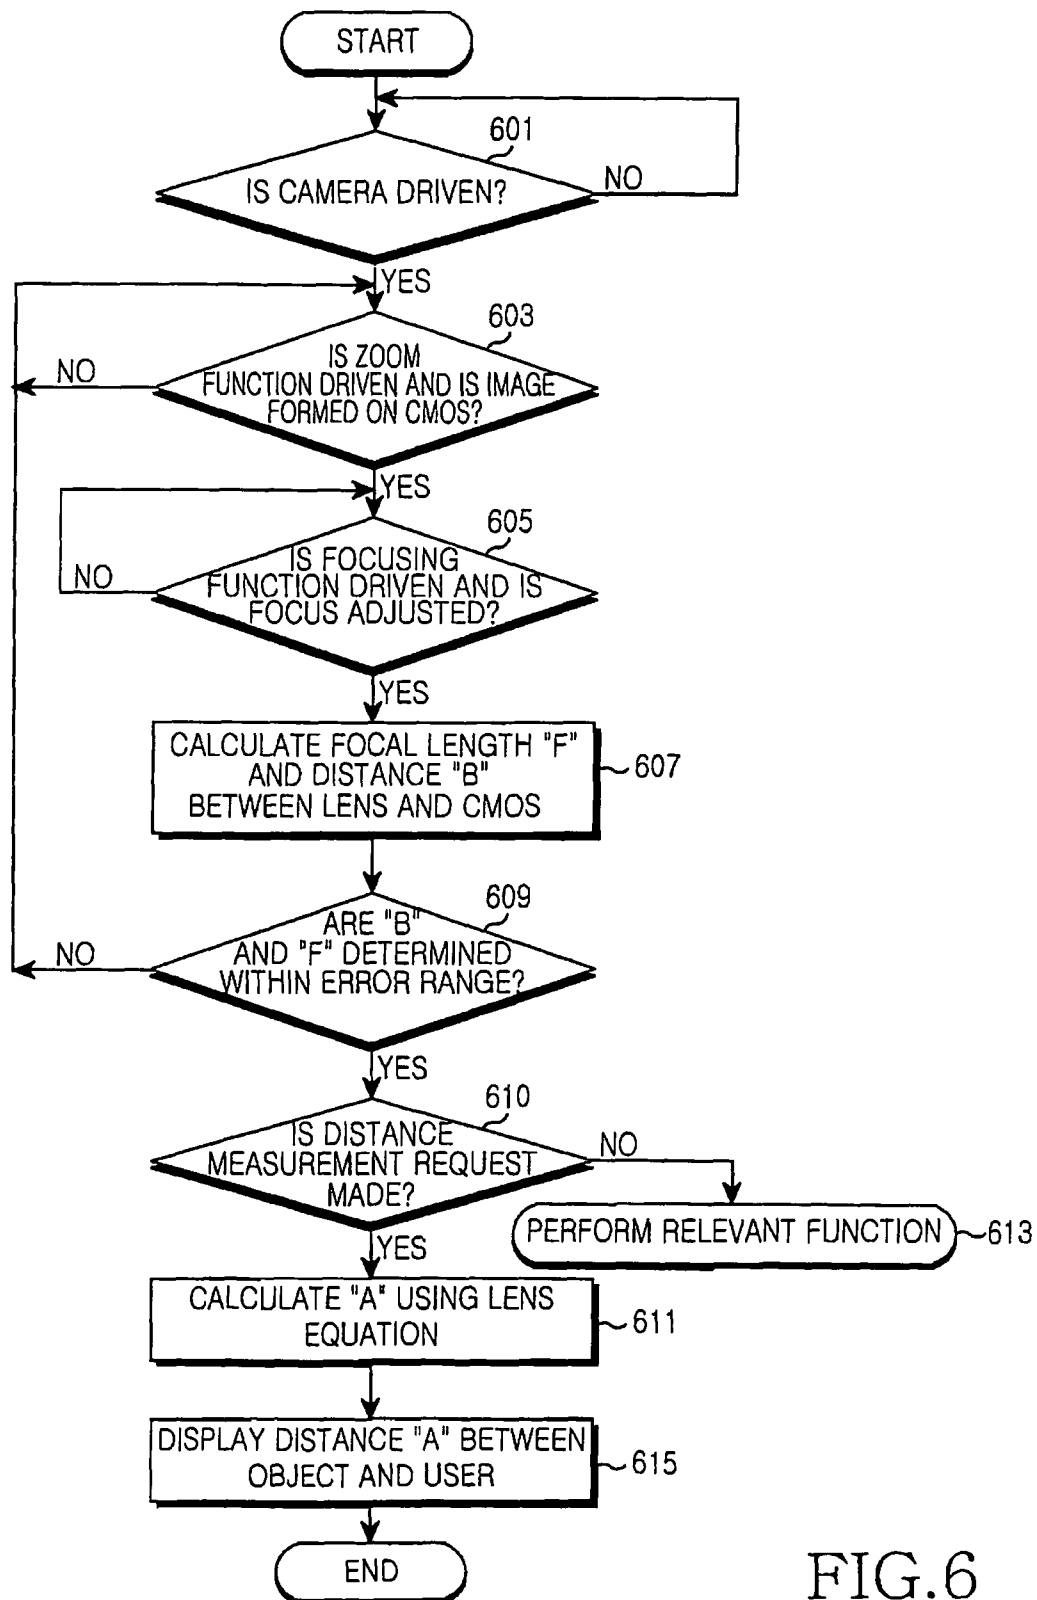 START
601
IS CAMERA DRIVEN?
NO
YES
603
IS ZOOM
FUNCTION DRIVEN AND IS IMAGE
FORMED ON CMOS?
NO
YES
605
IS FOCUSING
FUNCTION DRIVEN AND IS
FOCUS ADJUSTED?
NO
YES
CALCULATE FOCAL LENGTH "F"
AND DISTANCE "B"
BETWEEN LENS AND CMOS
607
609
ARE "B"
AND "F" DETERMINED
WITHIN ERROR RANGE?
NO
YES
610
IS DISTANCE
MEASUREMENT REQUEST
MADE?
NO
PERFORM RELEVANT FUNCTION
613
YES
CALCULATE "A" USING LENS
EQUATION
611
DISPLAY DISTANCE "A" BETWEEN
OBJECT AND USER
615
END
FIG.6